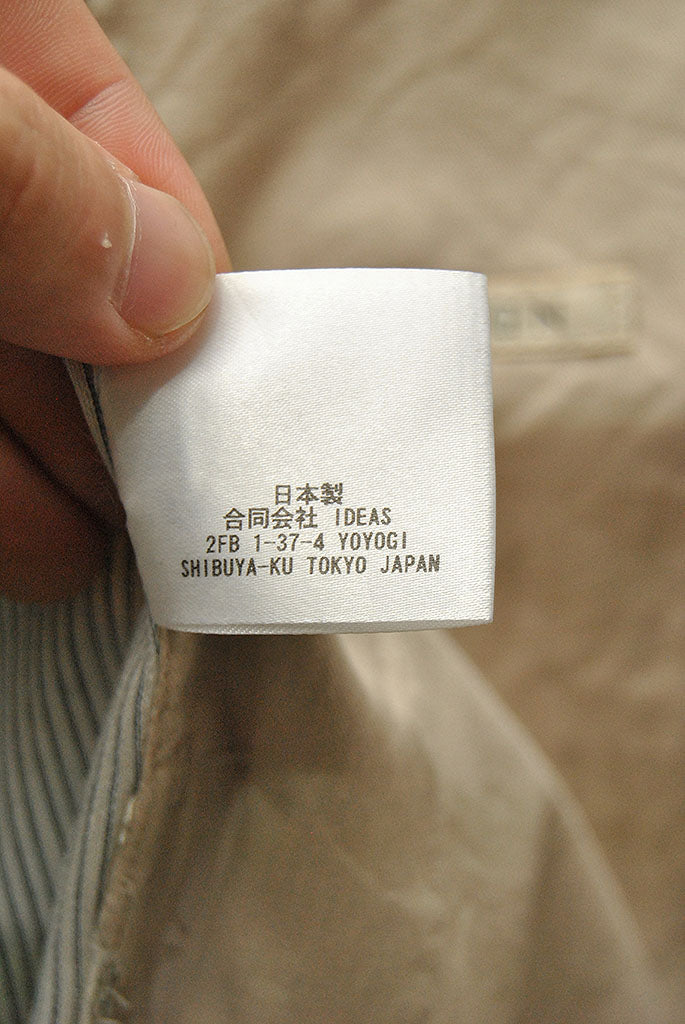 日本製
合同会社 IDEAS
2FB 1-37-4 YOYOGI
SHIBUYA-KU TOKYO JAPAN